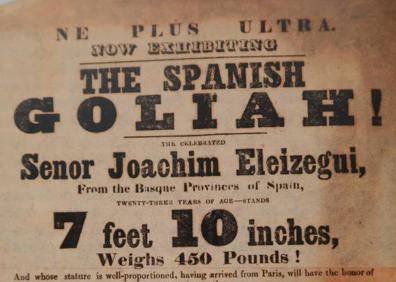 NE PLUS ULTRA.
NOW EXHIBITING
THE SPANISH
GOLIAH!
THE CELEBRATED
Senor Joachim Eleizegui,
From the Basque Provinces of Spain,
TWENTY-THREE YEARS OF AGE—STANDS
7 feet 10 inches,
Weighs 450 Pounds!
And whose stature is well-proportioned, having arrived from Paris, will have the honor of